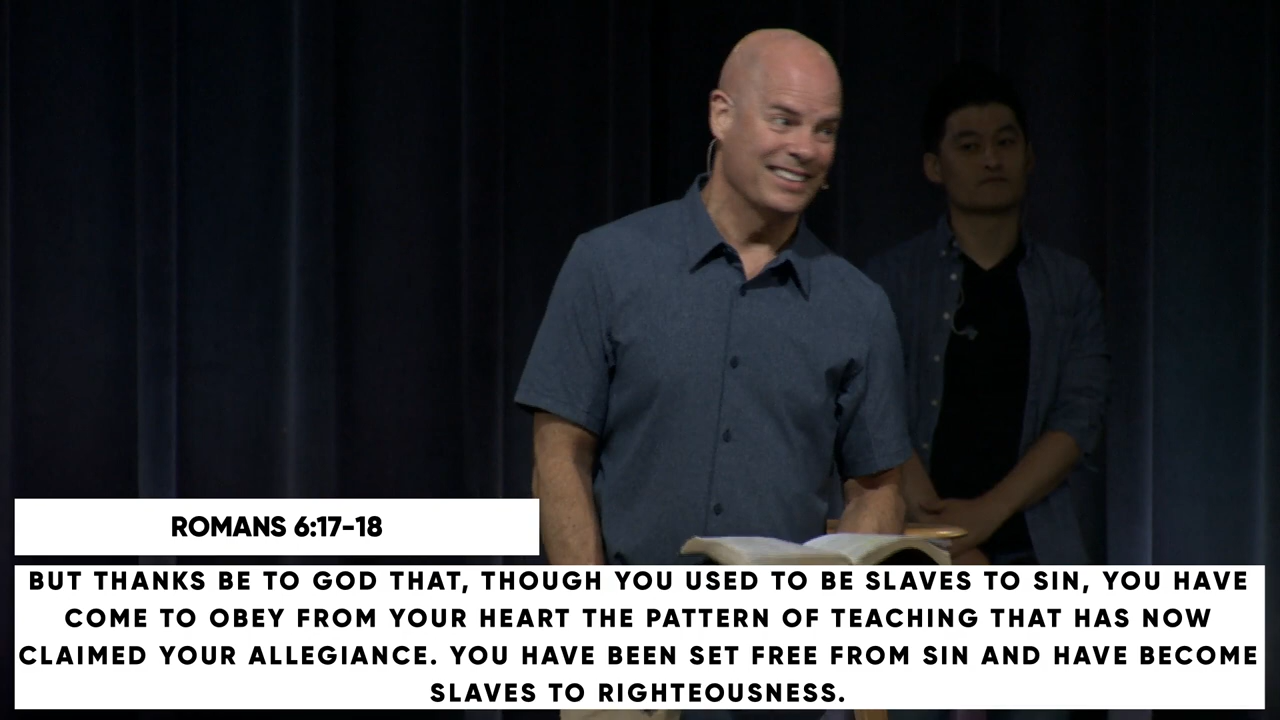 ROMANS 6:17-18
BUT THANKS BE TO GOD THAT, THOUGH YOU USED TO BE SLAVES TO SIN, YOU HAVE
COME TO OBEY FROM YOUR HEART THE PATTERN OF TEACHING THAT HAS NOW
CLAIMED YOUR ALLEGIANCE. YOU HAVE BEEN SET FREE FROM SIN AND HAVE BECOME
SLAVES TO RIGHTEOUSNESS.